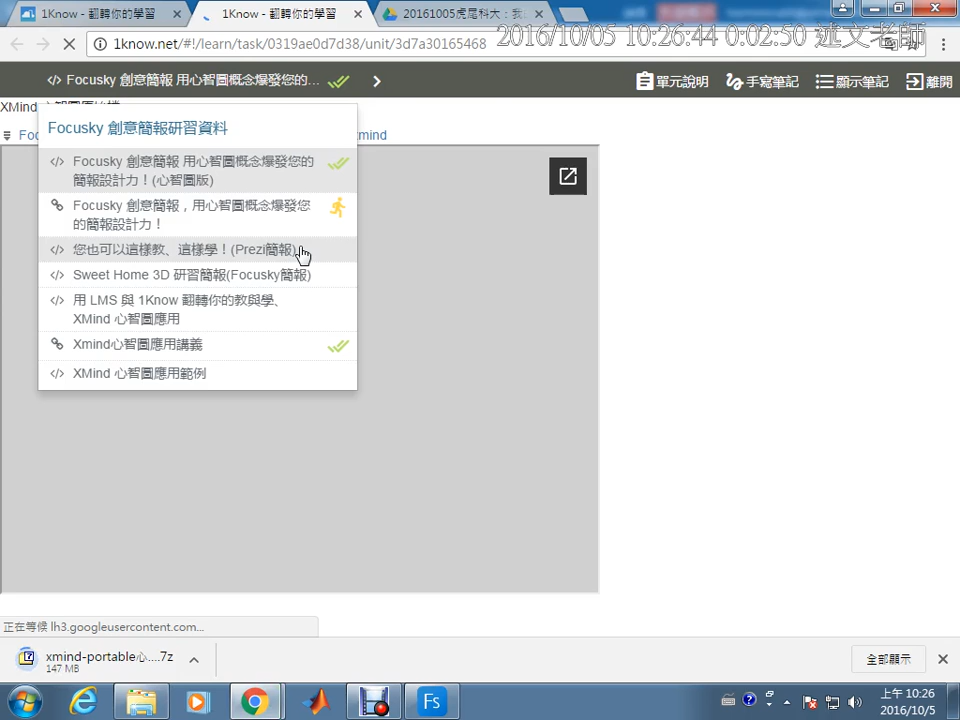 1Know - 翻轉你的學習
1Know - 翻轉你的學習
20161005虎尾科大：我
1know.net/#!/learn/task/0319ae0d7d38/unit/3d7a30165468
2016/10/05 10:26:44 0:02:50 述文老師
</> Focusky 創意簡報 用心智圖概念爆發您的...
單元說明
手寫筆記
顯示筆記
離開
XMind
Foc
mind
Focusky 創意簡報研習資料
</> Focusky 創意簡報 用心智圖概念爆發您的
簡報設計力！(心智圖版)
Focusky 創意簡報，用心智圖概念爆發您
的簡報設計力！
</> 您也可以這樣教、這樣學！(Prezi簡報)
</> Sweet Home 3D 研習簡報(Focusky簡報)
</> 用 LMS 與 1Know 翻轉你的教與學、
XMind 心智圖應用
Xmind心智圖應用講義
</> XMind 心智圖應用範例
正在等候 lh3.googleusercontent.com...
xmind-portable心....7z
147 MB
全部顯示
Fs
上午 10:26
2016/10/5